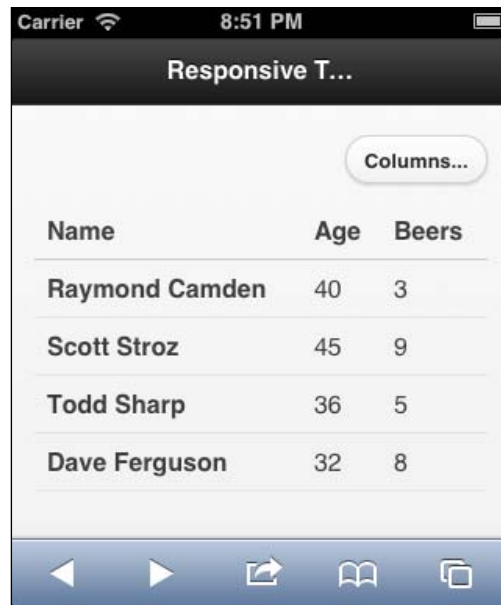 Carrier 8:51 PM
Responsive T...
Columns...
Name Age Beers
Raymond Camden 40 3
Scott Stroz 45 9
Todd Sharp 36 5
Dave Ferguson 32 8